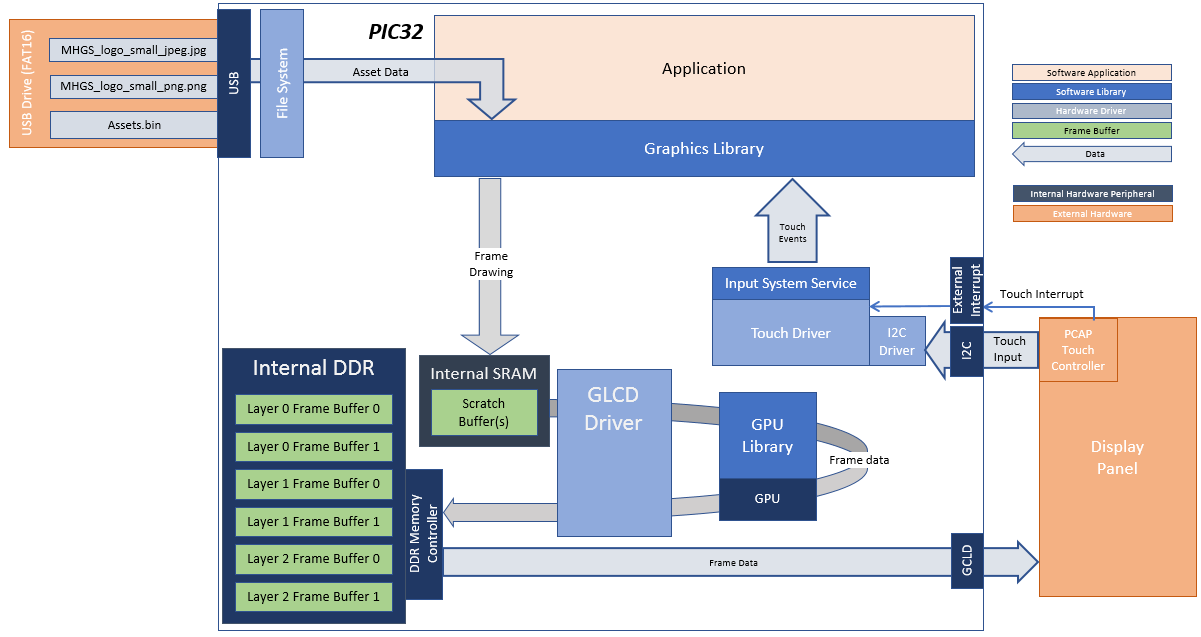 PIC32
USB Drive (FAT16)
MHGS_logo_small_jpeg.jpg
MHGS_logo_small_png.png
Assets.bin
USB
File System
Asset Data
Application
Graphics Library
Software Application
Software Library
Hardware Driver
Frame Buffer
Data
Internal Hardware Peripheral
External Hardware
Frame
Drawing
Touch
Events
Input System Service
Touch Driver
I2C
Driver
External
Interrupt
I2C
Touch Interrupt
Touch
Input
PCAP
Touch
Controller
Display
Panel
Internal DDR
Layer 0 Frame Buffer 0
Layer 0 Frame Buffer 1
Layer 1 Frame Buffer 0
Layer 1 Frame Buffer 1
Layer 2 Frame Buffer 0
Layer 2 Frame Buffer 1
DDR Memory
Controller
Internal SRAM
Scratch
Buffer(s)
GLCD
Driver
GPU
Library
GPU
Frame data
Frame Data
GCLD